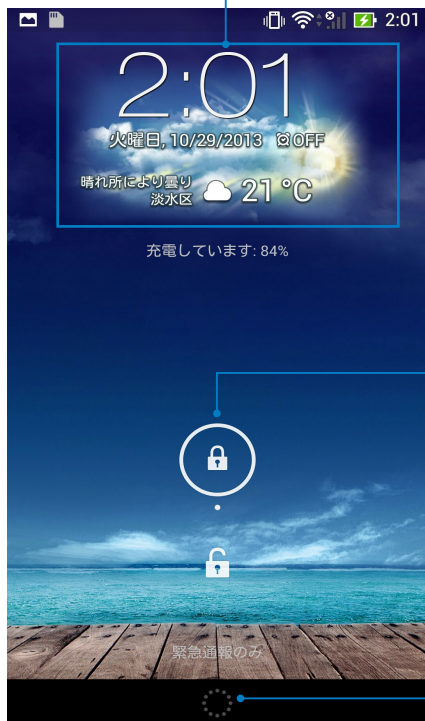 2:01
2:01
火曜日, 10/29/2013 OFF
晴れ所により曇り
淡水区
21 °C
充電しています: 84%
緊急通報のみ